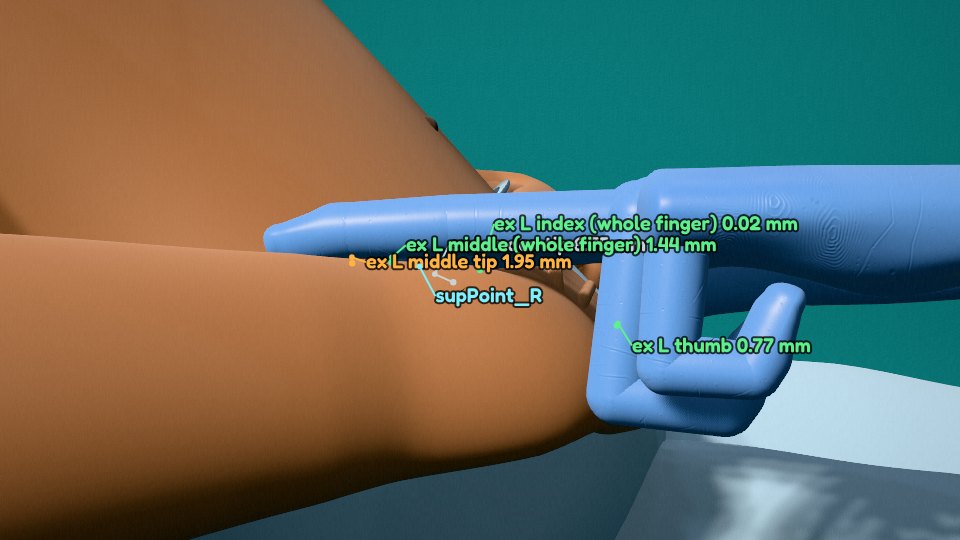 ex L index (whole finger) 0.02 mm
ex L middle (whole finger) 1.44 mm
ex L middle tip 1.95 mm
supPoint_R
ex L thumb 0.77 mm